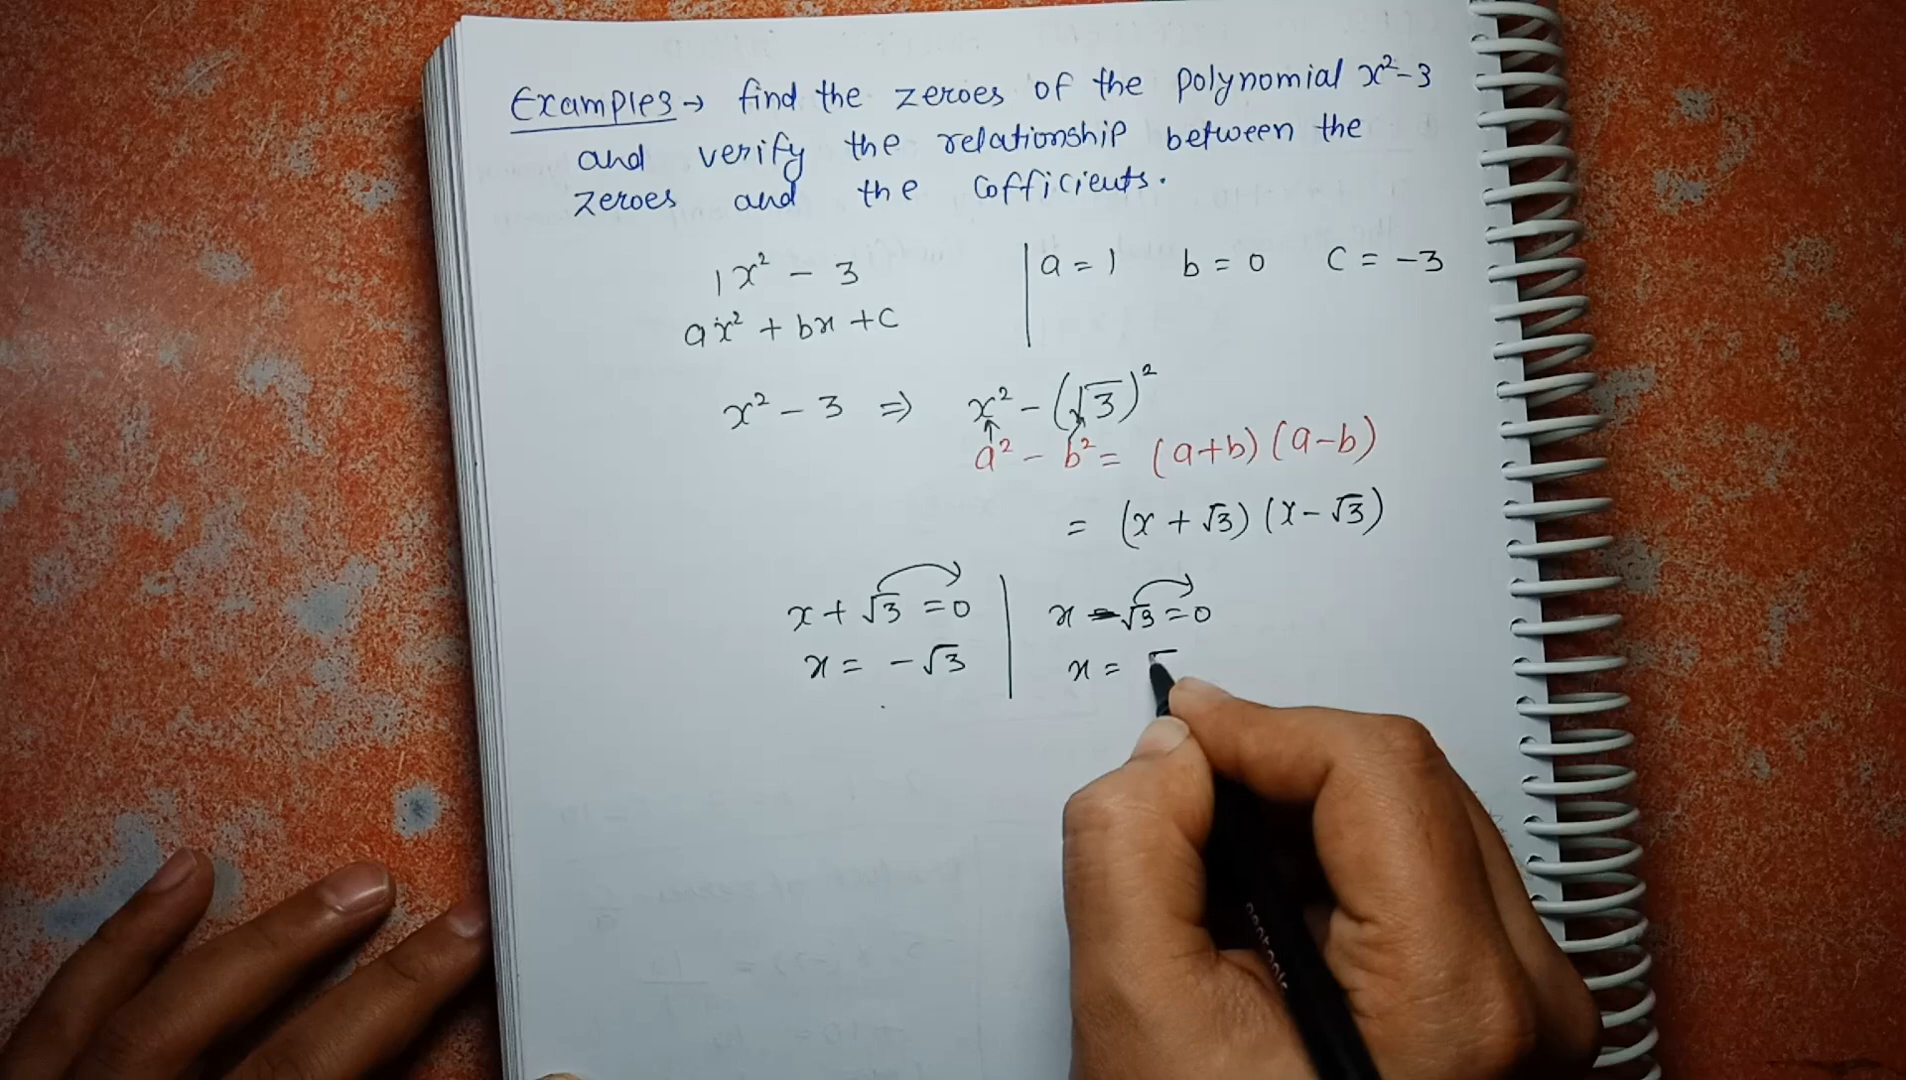 Examples → find the zeroes of the polynomial x² - 3
and verify the relationship between the
zeroes and the cofficients.
1x² - 3 | a = 1 b = 0 c = -3
ax² + bx + c
x² - 3 ⇒ x² - (√3)²
a² - b² = (a+b) (a-b)
= (x + √3) (x - √3)
x + √3 = 0 | x - √3 = 0
x = -√3 | x = √